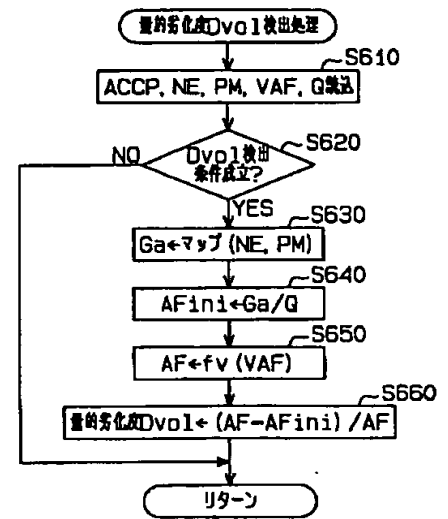 量的劣化度Dvol検出処理
S610
ACCP, NE, PM, VAF, Q読込
S620
Dvol検出
条件成立?
NO
YES
S630
Ga←マップ(NE, PM)
S640
AFini←Ga/Q
S650
AF←fv(VAF)
S660
量的劣化度Dvol←(AF-AFini)/AF
リターン